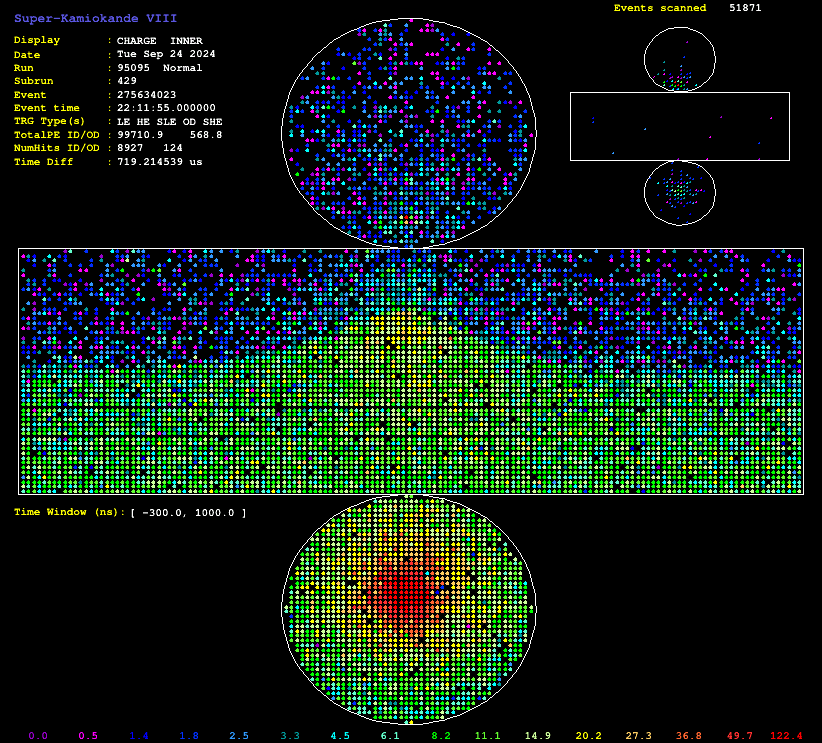 Super-Kamiokande VIII
Events scanned 51871
Display : CHARGE INNER
Date : Tue Sep 24 2024
Run : 95095 Normal
Subrun : 429
Event : 275634023
Event time : 22:11:55.000000
TRG Type(s) : LE HE SLE OD SHE
TotalPE ID/OD : 99710.9 568.8
NumHits ID/OD : 8927 124
Time Diff : 719.214539 us
Time Window (ns): [ -300.0, 1000.0 ]
0.0 0.5 1.4 1.8 2.5 3.3 4.5 6.1 8.2 11.1 14.9 20.2 27.3 36.8 49.7 122.4